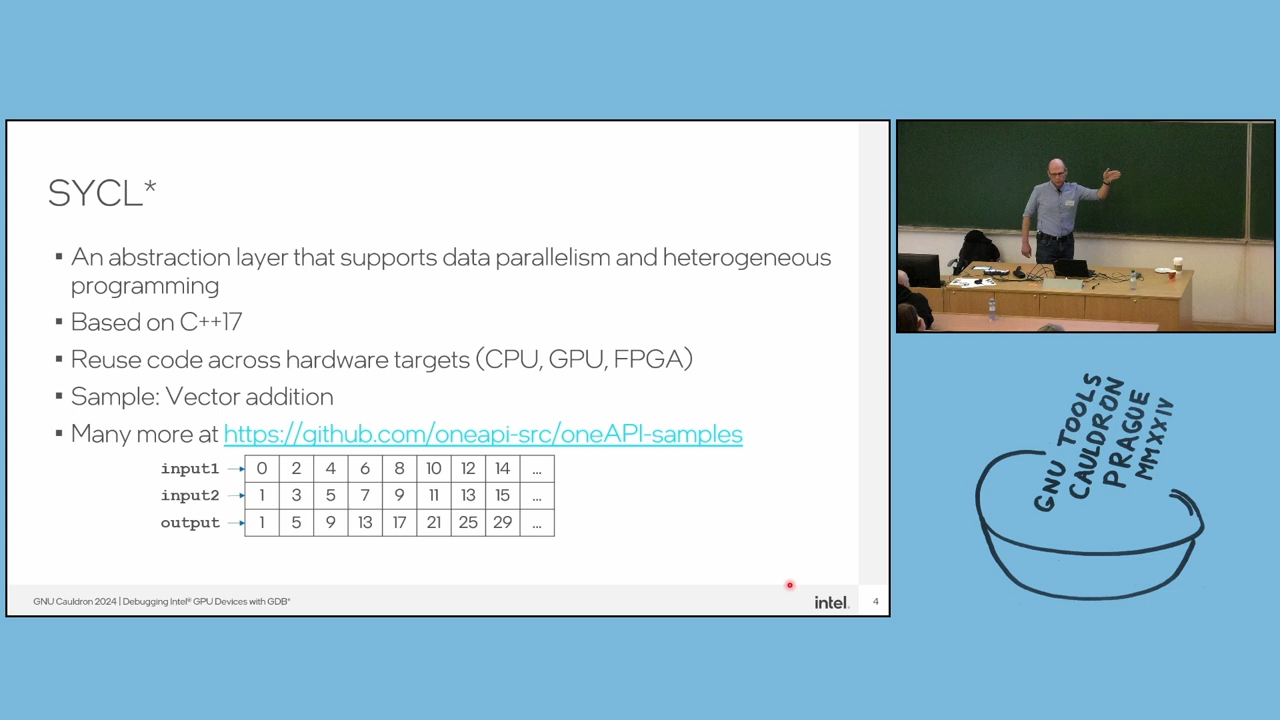 SYCL*
▪ An abstraction layer that supports data parallelism and heterogeneous
programming
▪ Based on C++17
▪ Reuse code across hardware targets (CPU, GPU, FPGA)
▪ Sample: Vector addition
▪ Many more at https://github.com/oneapi-src/oneAPI-samples
input1 0 2 4 6 8 10 12 14 ...
input2 1 3 5 7 9 11 13 15 ...
output 1 5 9 13 17 21 25 29 ...
GNU Cauldron 2024 | Debugging Intel® GPU Devices with GDB*
intel.
4
GNU TOOLS
CAULDRON
PRAGUE
MMXXIV